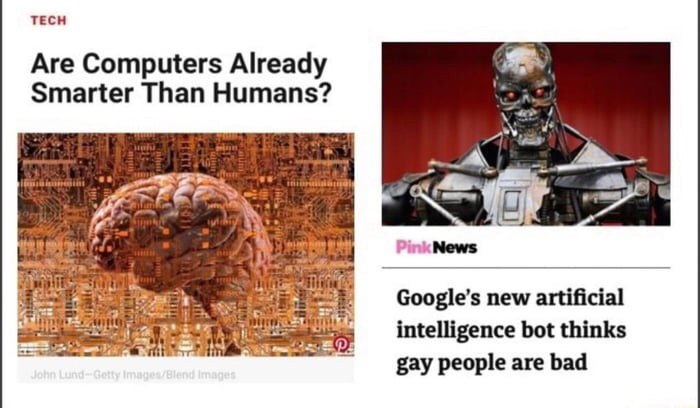 TECH
Are Computers Already
Smarter Than Humans?
John Lund—Getty Images/Blend Images
PinkNews
Google's new artificial
intelligence bot thinks
gay people are bad